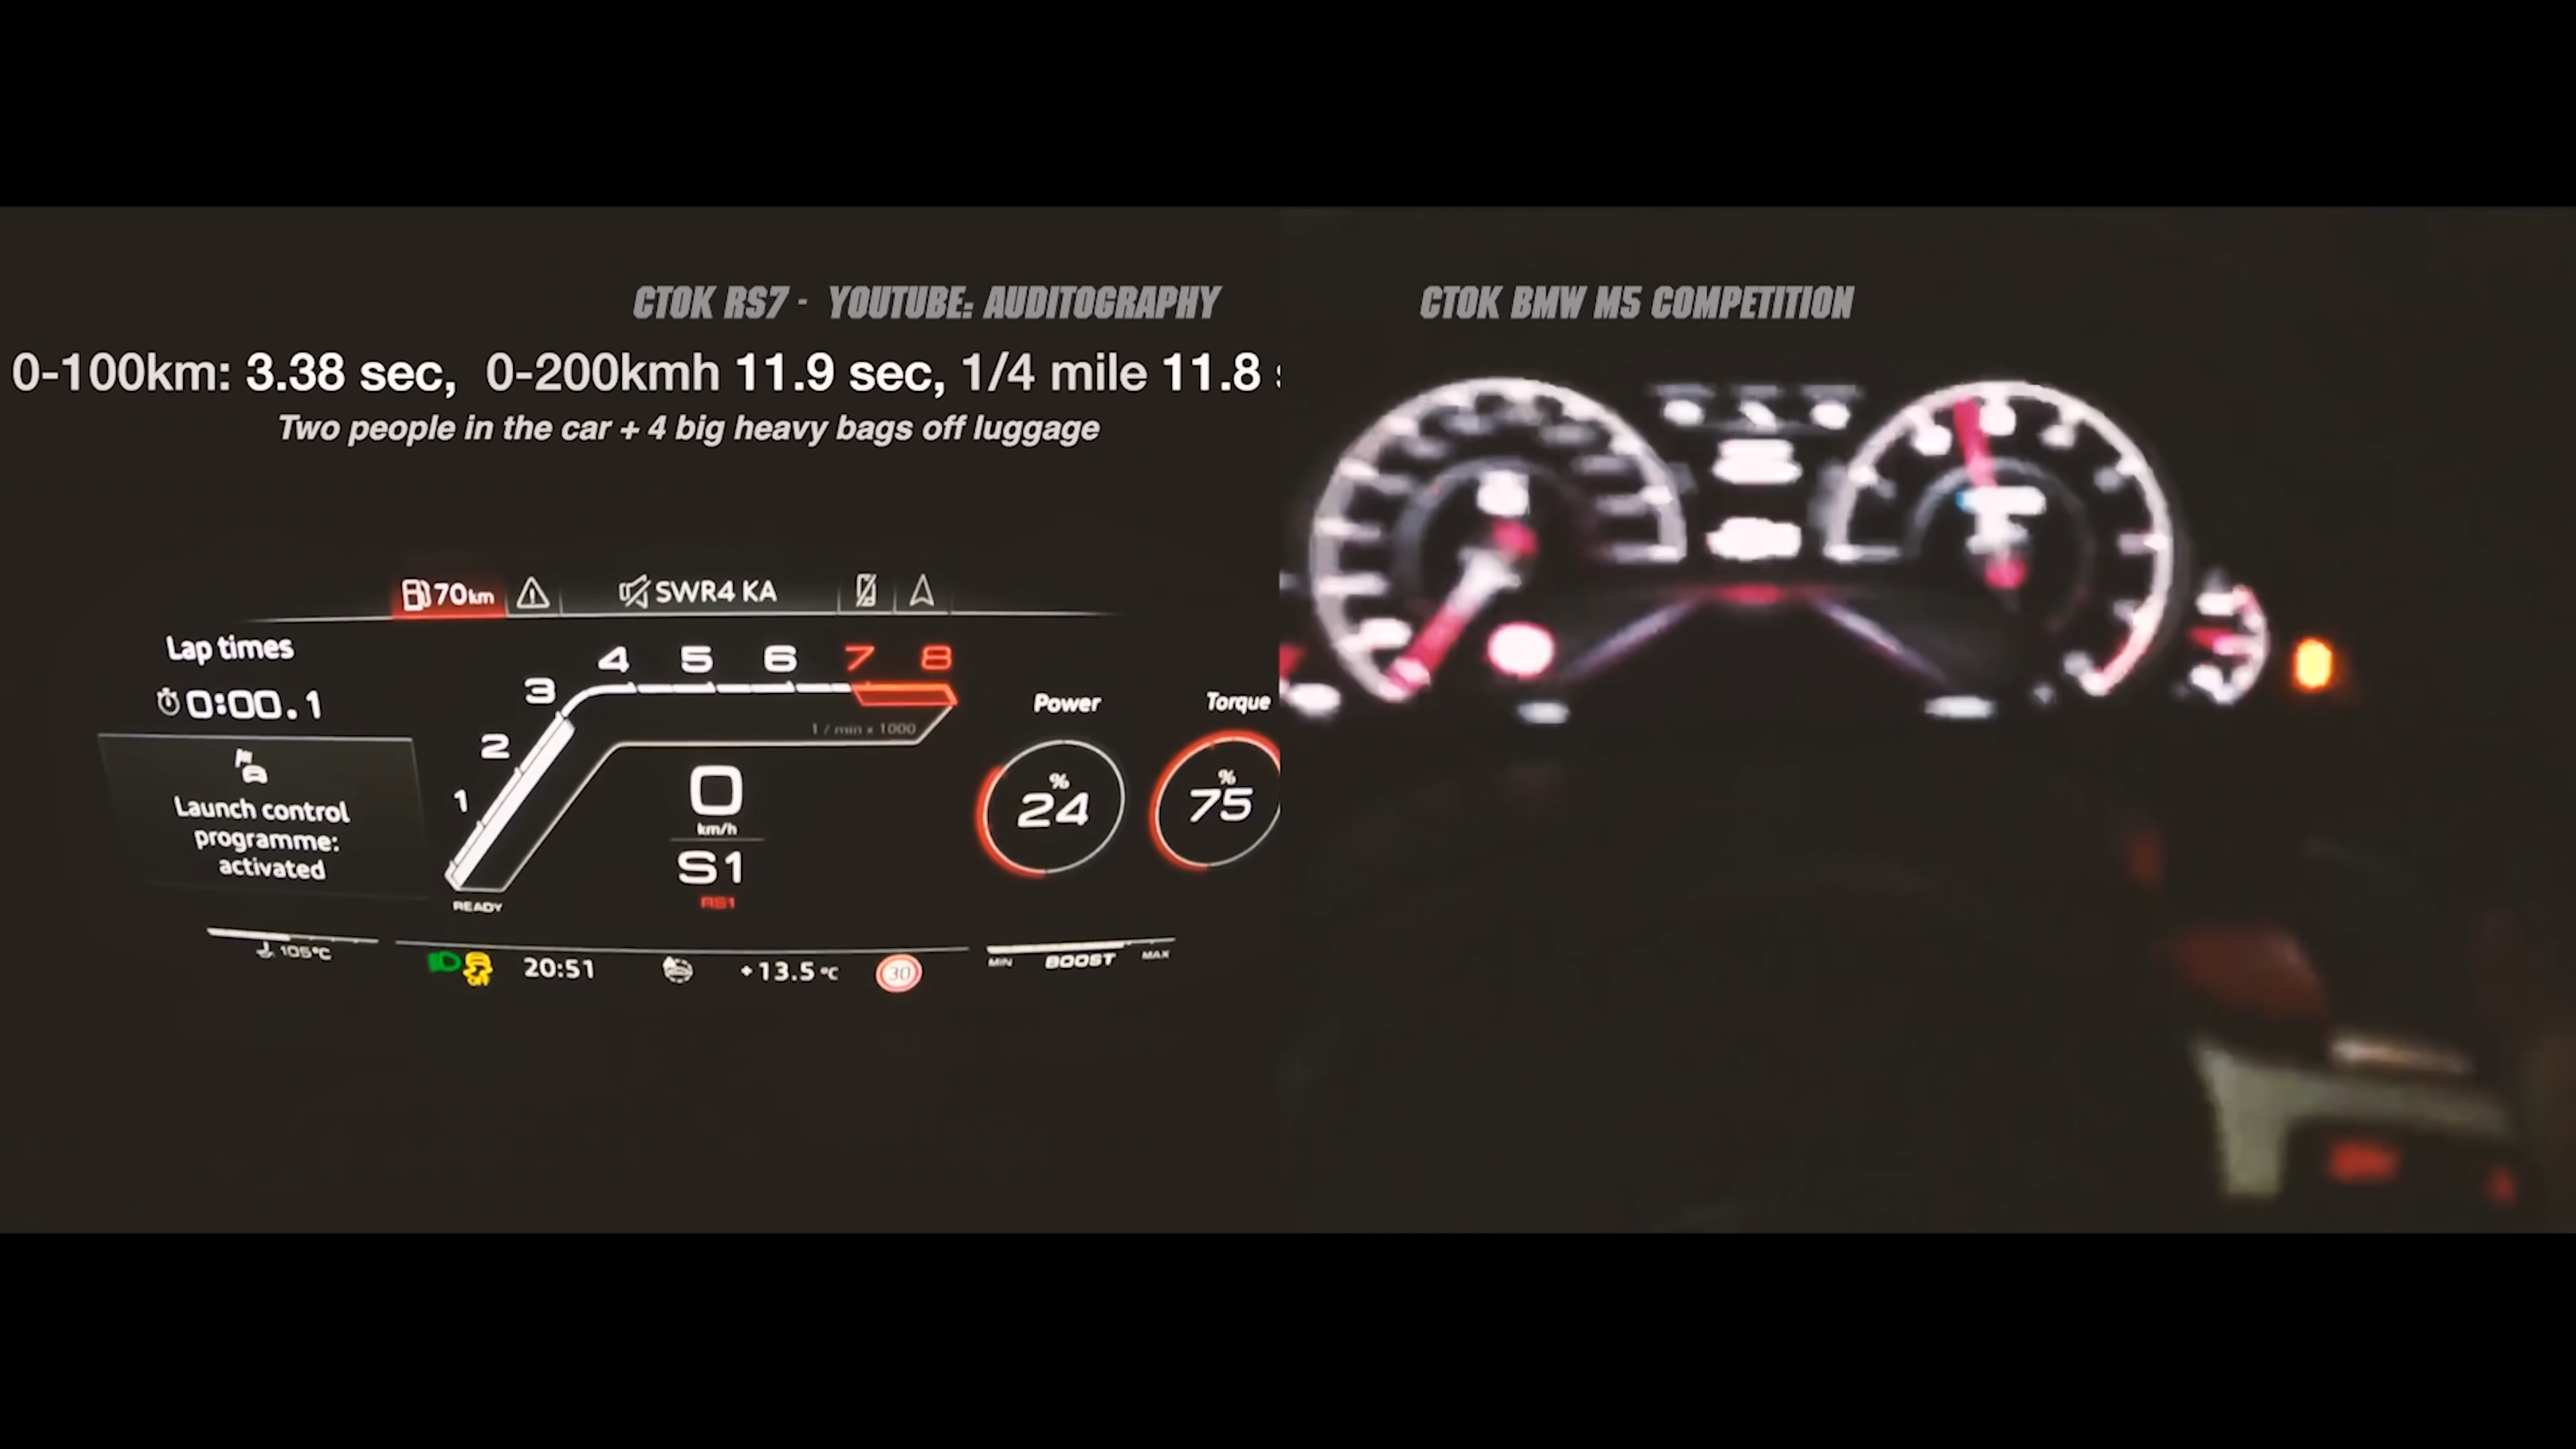 CTOK RS7 - YOUTUBE: AUDITOGRAPHY
CTOK BMW M5 COMPETITION
0-100km: 3.38 sec, 0-200kmh 11.9 sec, 1/4 mile 11.8
Two people in the car + 4 big heavy bags off luggage
70km
SWR4 KA
Lap times
0:00.1
Launch control
programme:
activated
1 2 3 4 5 6 7 8
1 / min x 1000
0
km/h
S1
RS1
READY
Power
% 24
Torque
% 75
105°C
OFF
20:51
+13.5°C
30
MIN BOOST MAX